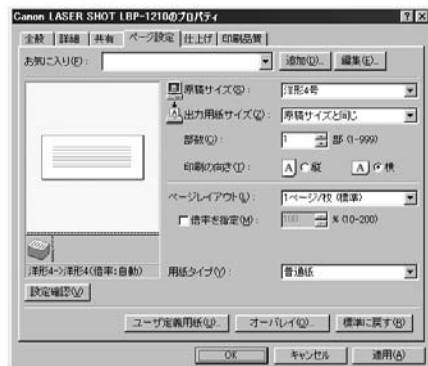 Canon LASER SHOT LBP-1210のプロパティ
全般 詳細 共有 ページ設定 仕上げ 印刷品質
お気に入り(F): 追加(D)... 編集(E)...
原稿サイズ(S): 洋形4号
出力用紙サイズ(Z): 原稿サイズと同じ
部数(C): 1 部 (1-999)
印刷の向き(T): A 縦 A 横
ページレイアウト(L): 1ページ/枚 (標準)
倍率を指定(M): 100 % (10-200)
洋形4->洋形4(倍率:自動)
用紙タイプ(Y): 普通紙
設定確認(V)
ユーザ定義用紙(U)... オーバレイ(O)... 標準に戻す(R)
OK キャンセル 適用(A)